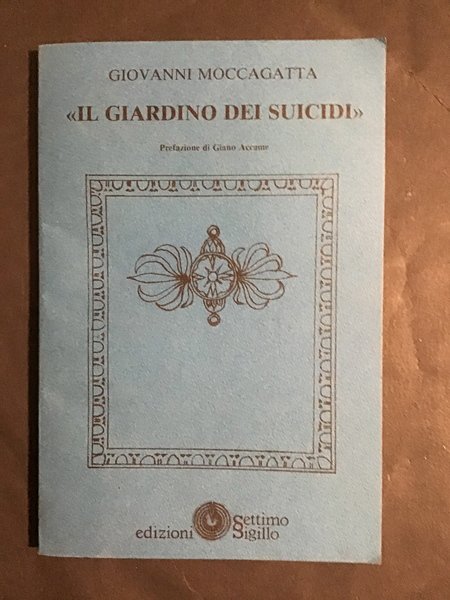 GIOVANNI MOCCAGATTA
«IL GIARDINO DEI SUICIDI»
Prefazione di Giano Accame
edizioni Settimo
Sigillo